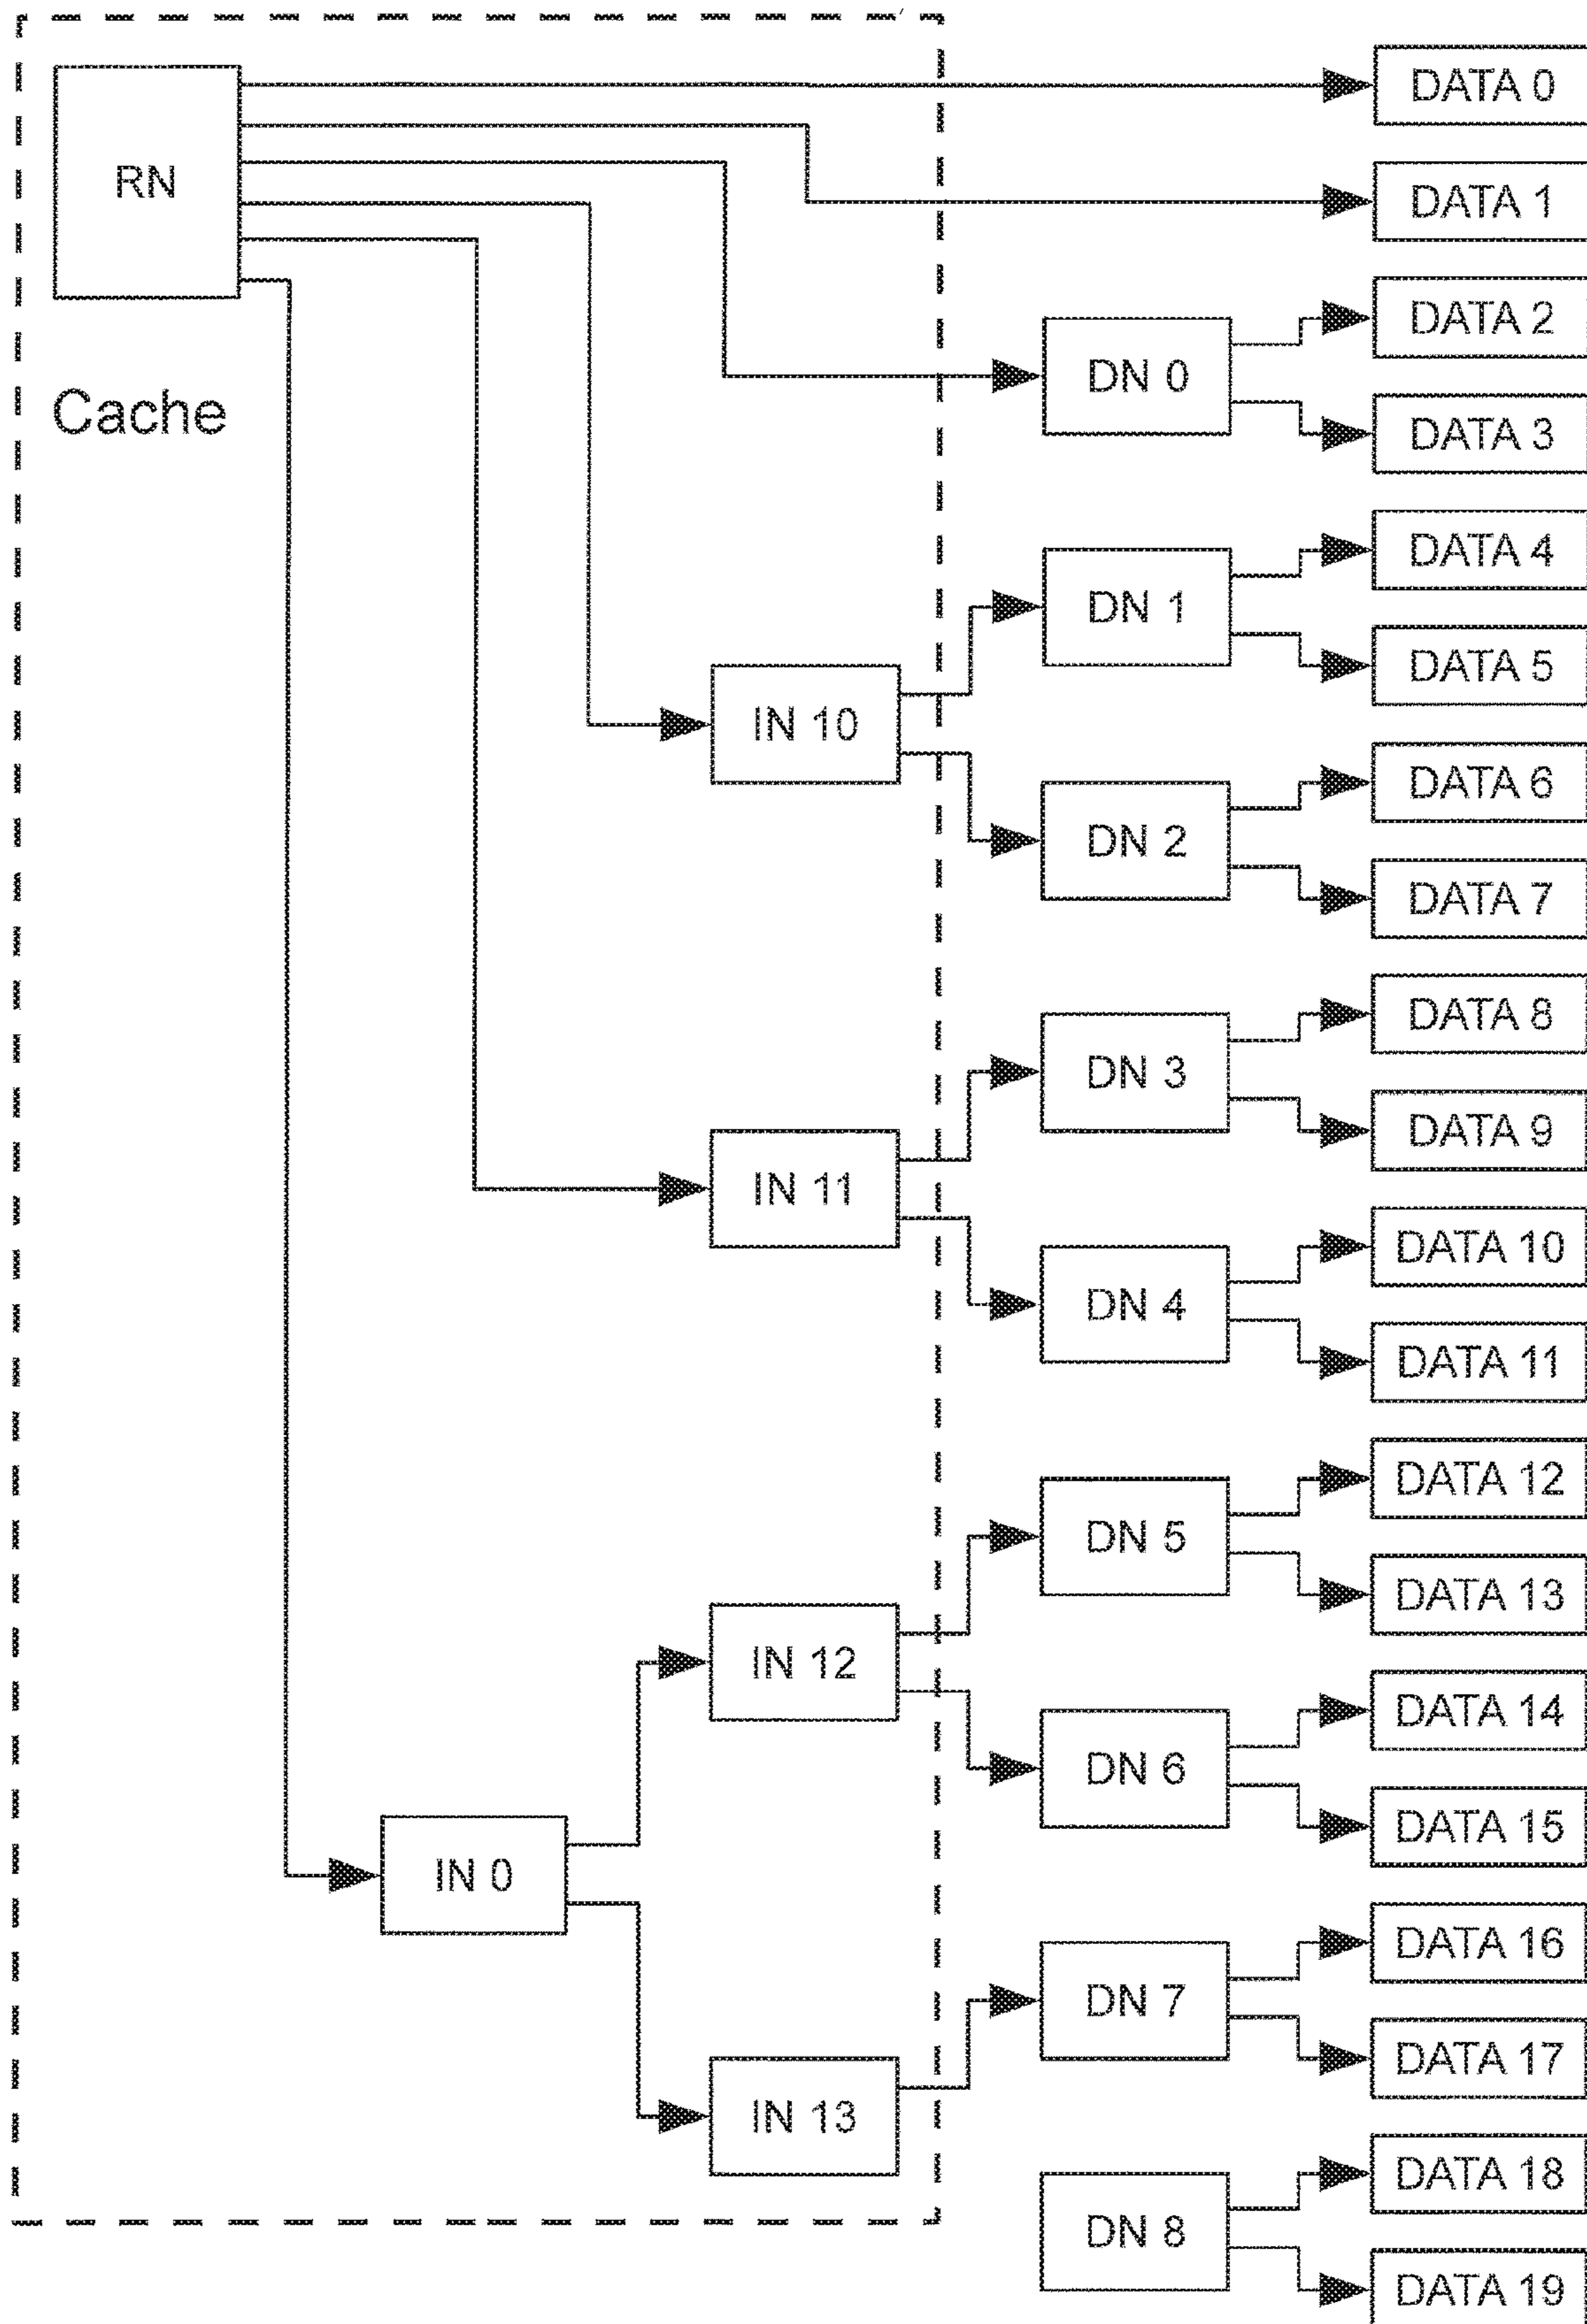 RN
Cache
DATA 0
DATA 1
DN 0
DATA 2
DATA 3
IN 10
DN 1
DATA 4
DATA 5
DN 2
DATA 6
DATA 7
IN 11
DN 3
DATA 8
DATA 9
DN 4
DATA 10
DATA 11
IN 0
IN 12
DN 5
DATA 12
DATA 13
DN 6
DATA 14
DATA 15
IN 13
DN 7
DATA 16
DATA 17
DN 8
DATA 18
DATA 19